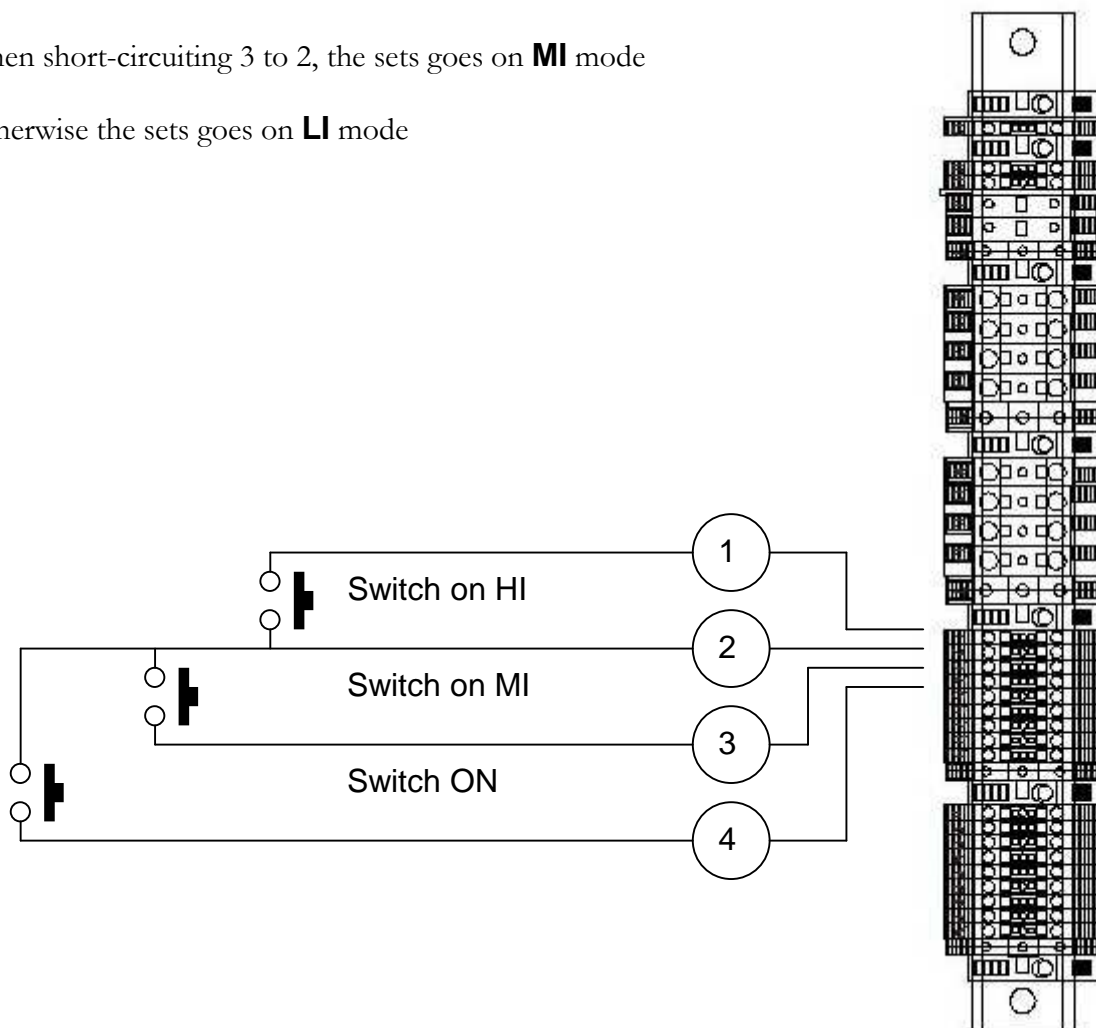 hen short-circuiting 3 to 2, the sets goes on MI mode
herwise the sets goes on LI mode
1
Switch on HI
2
Switch on MI
3
Switch ON
4